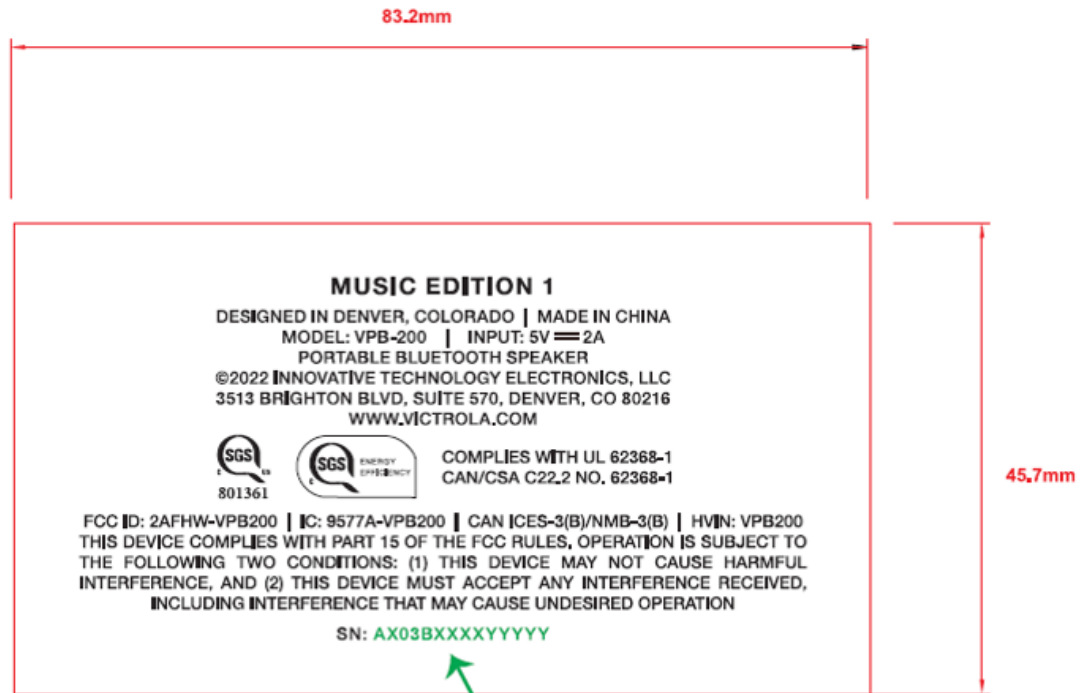 83.2mm
MUSIC EDITION 1
DESIGNED IN DENVER, COLORADO | MADE IN CHINA
MODEL: VPB-200 | INPUT: 5V ⎓ 2A
PORTABLE BLUETOOTH SPEAKER
©2022 INNOVATIVE TECHNOLOGY ELECTRONICS, LLC
3513 BRIGHTON BLVD, SUITE 570, DENVER, CO 80216
WWW.VICTROLA.COM
SGS
C US
801361
SGS
C
ENERGY
EFFICIENCY
COMPLIES WITH UL 62368-1
CAN/CSA C22.2 NO. 62368-1
45.7mm
FCC ID: 2AFHW-VPB200 | IC: 9577A-VPB200 | CAN ICES-3(B)/NMB-3(B) | HVIN: VPB200
THIS DEVICE COMPLIES WITH PART 15 OF THE FCC RULES, OPERATION IS SUBJECT TO
THE FOLLOWING TWO CONDITIONS: (1) THIS DEVICE MAY NOT CAUSE HARMFUL
INTERFERENCE, AND (2) THIS DEVICE MUST ACCEPT ANY INTERFERENCE RECEIVED,
INCLUDING INTERFERENCE THAT MAY CAUSE UNDESIRED OPERATION
SN: AX03BXXXXYYYYY